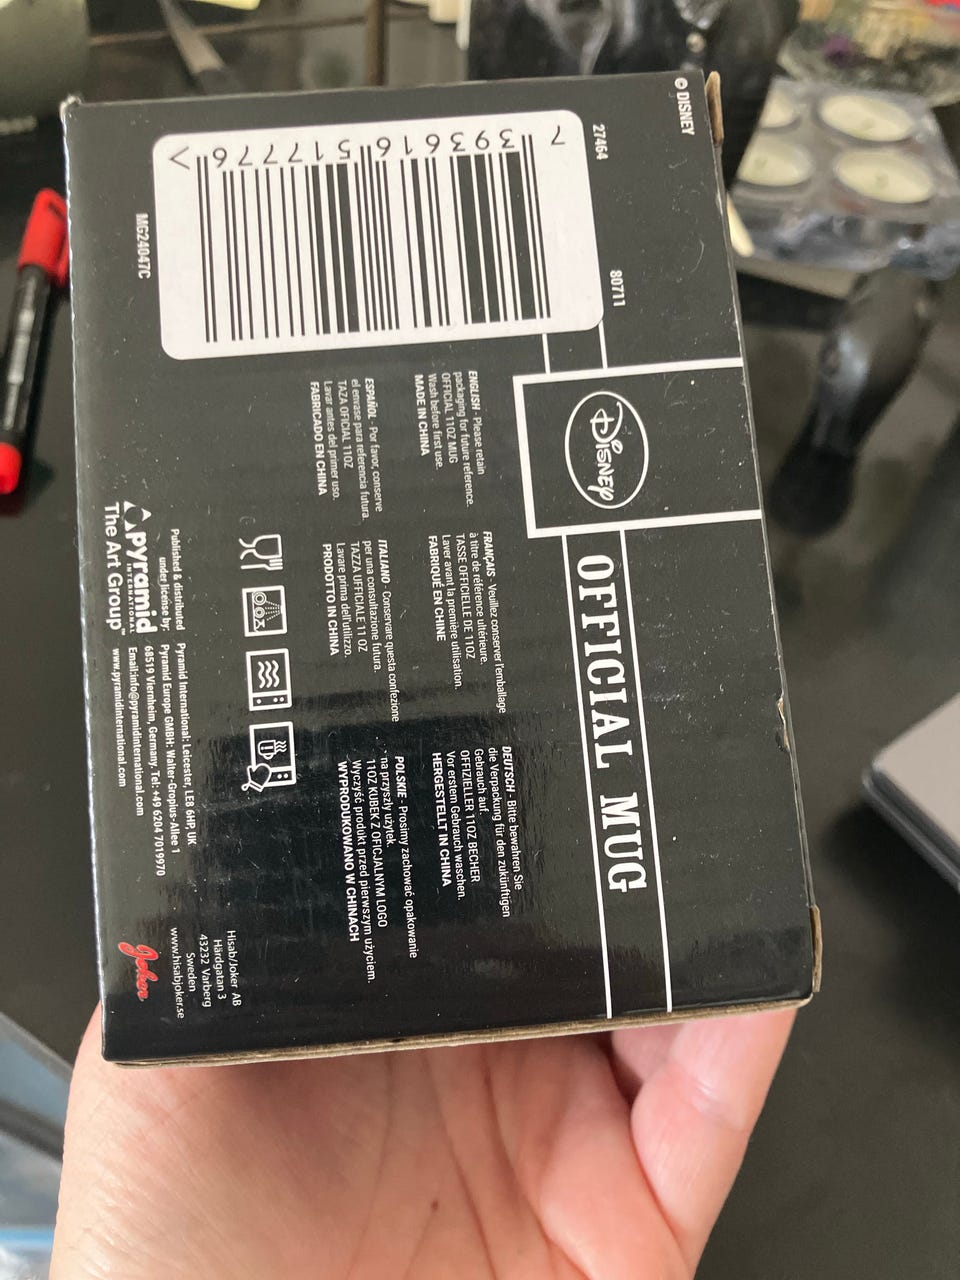 © DISNEY
27464
80711
7 393616 517776 >
MG24047C
Disney
OFFICIAL MUG
ENGLISH - Please retain
packaging for future reference.
OFFICIAL 11OZ MUG
Wash before first use.
MADE IN CHINA
FRANÇAIS - Veuillez conserver l'emballage
à titre de référence ultérieure.
TASSE OFFICIELLE DE 11OZ
Laver avant la première utilisation.
FABRIQUÉ EN CHINE
DEUTSCH - Bitte bewahren Sie
die Verpackung für den zukünftigen
Gebrauch auf.
OFFIZIELLER 11OZ BECHER
Vor erstem Gebrauch waschen.
HERGESTELLT IN CHINA
ESPAÑOL - Por favor, conserve
el envase para referencia futura.
TAZA OFICIAL 11OZ
Lavar antes del primer uso.
FABRICADO EN CHINA
ITALIANO - Conservare questa confezione
per una consultazione futura.
TAZZA UFFICIALE 11 OZ
Lavare prima dell'utilizzo.
PRODOTTO IN CHINA
POLSKIE - Prosimy zachować opakowanie
na przyszły użytek.
11OZ KUBEK Z OFICJALNYM LOGO
Wyczyść produkt przed pierwszym użyciem.
WYPRODUKOWANO W CHINACH
Published & distributed
under license by:
pyramid
INTERNATIONAL
The Art Group™
Pyramid International: Leicester, LE8 6HP, UK
Pyramid Europe GMBH: Walter-Gropius-Allee 1
68519 Viernheim, Germany. Tel: +49 6204 7019970
Email:info@pyramidinternational.com
www.pyramidinternational.com
Hisab/Joker AB
Härdgatan 3
43232 Varberg
Sweden
www.hisabjoker.se
Joker